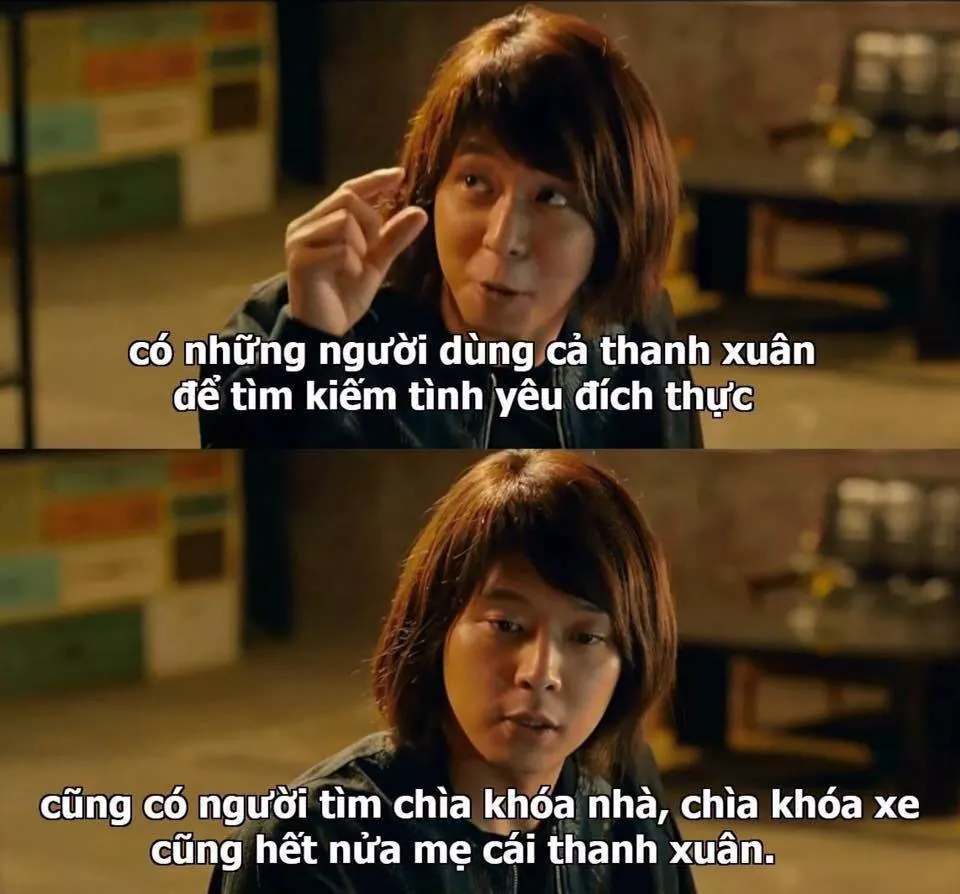 có những người dùng cả thanh xuân
để tìm kiếm tình yêu đích thực
cũng có người tìm chìa khóa nhà, chìa khóa xe
cũng hết nửa mẹ cái thanh xuân.